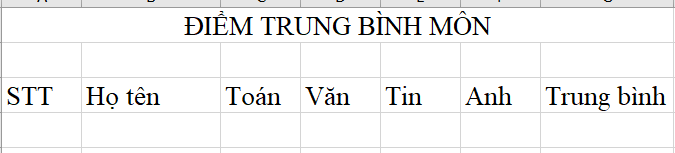 ĐIỂM TRUNG BÌNH MÔN
STT Họ tên Toán Văn Tin Anh Trung bình